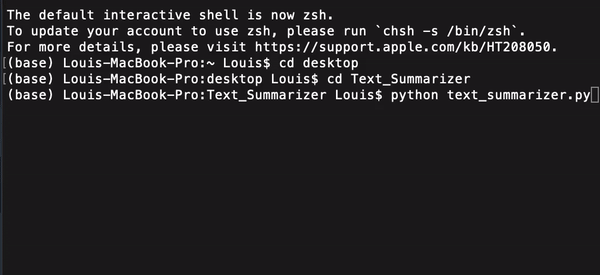 The default interactive shell is now zsh.
To update your account to use zsh, please run `chsh -s /bin/zsh`.
For more details, please visit https://support.apple.com/kb/HT208050.
[(base) Louis-MacBook-Pro:~ Louis$ cd desktop
[(base) Louis-MacBook-Pro:desktop Louis$ cd Text_Summarizer
(base) Louis-MacBook-Pro:Text_Summarizer Louis$ python text_summarizer.py